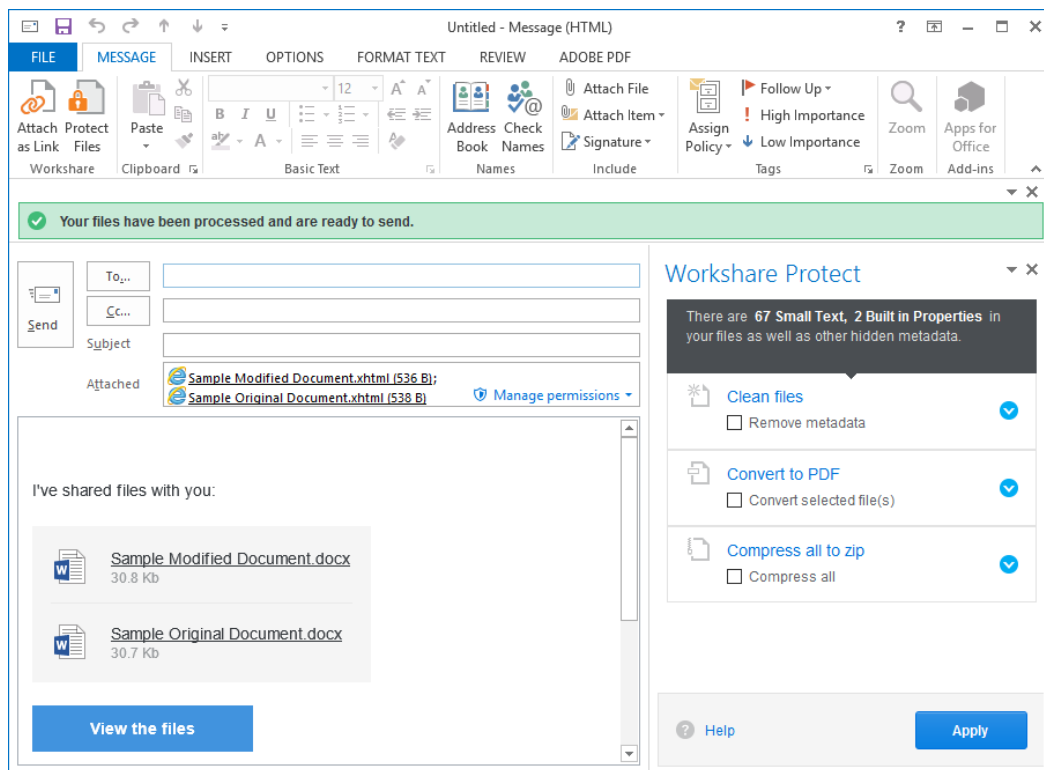 Untitled - Message (HTML)
?
FILE MESSAGE INSERT OPTIONS FORMAT TEXT REVIEW ADOBE PDF
Attach as Link
Protect Files
Workshare
Paste
Clipboard
12
A A
B I U
ab A
Basic Text
Address Book
Check Names
Names
Attach File
Attach Item
Signature
Include
Assign Policy
Follow Up
High Importance
Low Importance
Tags
Zoom
Zoom
Apps for Office
Add-ins
Your files have been processed and are ready to send.
Send
To...
Cc...
Subject
Attached
Sample Modified Document.xhtml (536 B);
Sample Original Document.xhtml (538 B)
Manage permissions
I've shared files with you:
W
Sample Modified Document.docx
30.8 Kb
W
Sample Original Document.docx
30.7 Kb
View the files
Workshare Protect
There are 67 Small Text, 2 Built in Properties in
your files as well as other hidden metadata.
Clean files
Remove metadata
Convert to PDF
Convert selected file(s)
Compress all to zip
Compress all
? Help
Apply